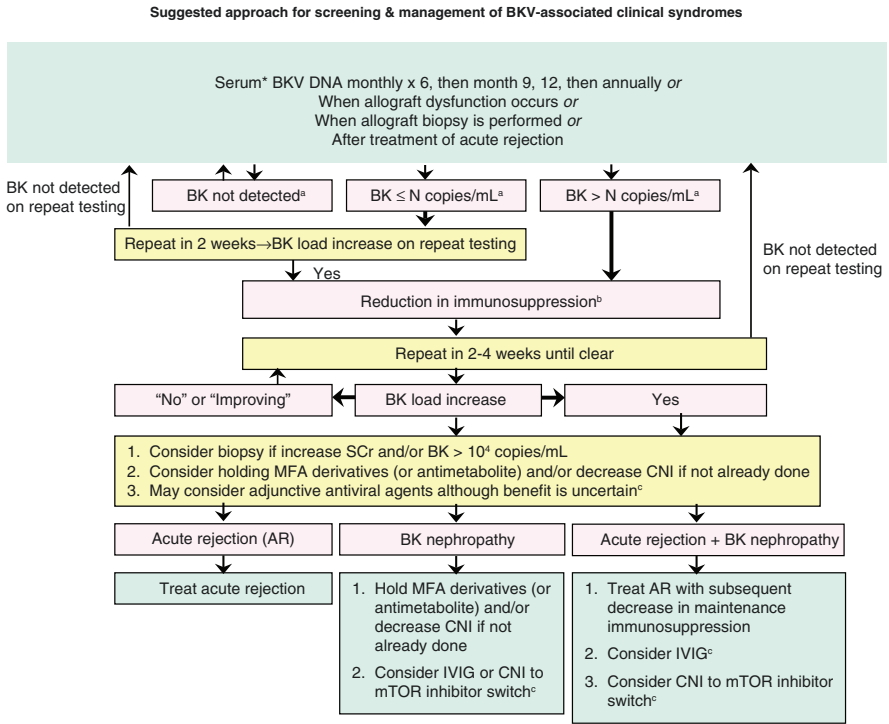 Suggested approach for screening & management of BKV-associated clinical syndromes
Serum* BKV DNA monthly x 6, then month 9, 12, then annually or
When allograft dysfunction occurs or
When allograft biopsy is performed or
After treatment of acute rejection
BK not detected
on repeat testing
BK not detectedᵃ
BK ≤ N copies/mLᵃ
BK > N copies/mLᵃ
Repeat in 2 weeks→BK load increase on repeat testing
BK not detected
on repeat testing
Yes
Reduction in immunosuppressionᵇ
Repeat in 2-4 weeks until clear
“No” or “Improving”
BK load increase
Yes
1. Consider biopsy if increase SCr and/or BK > 10⁴ copies/mL
2. Consider holding MFA derivatives (or antimetabolite) and/or decrease CNI if not already done
3. May consider adjunctive antiviral agents although benefit is uncertainᶜ
Acute rejection (AR)
BK nephropathy
Acute rejection + BK nephropathy
Treat acute rejection
1. Hold MFA derivatives (or
antimetabolite) and/or
decrease CNI if not
already done
2. Consider IVIG or CNI to
mTOR inhibitor switchᶜ
1. Treat AR with subsequent
decrease in maintenance
immunosuppression
2. Consider IVIGᶜ
3. Consider CNI to mTOR inhibitor
switchᶜ